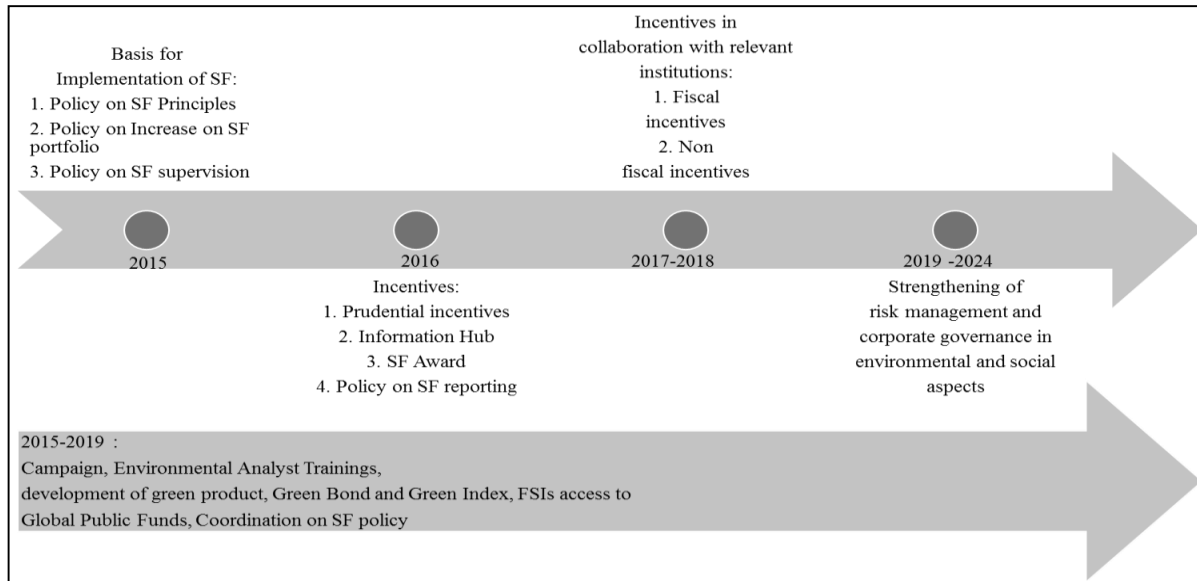 Basis for
Implementation of SF:
1. Policy on SF Principles
2. Policy on Increase on SF
portfolio
3. Policy on SF supervision
Incentives in
collaboration with relevant
institutions:
1. Fiscal
incentives
2. Non
fiscal incentives
2015
2016
2017-2018
2019 -2024
Incentives:
1. Prudential incentives
2. Information Hub
3. SF Award
4. Policy on SF reporting
Strengthening of
risk management and
corporate governance in
environmental and social
aspects
2015-2019 :
Campaign, Environmental Analyst Trainings,
development of green product, Green Bond and Green Index, FSIs access to
Global Public Funds, Coordination on SF policy